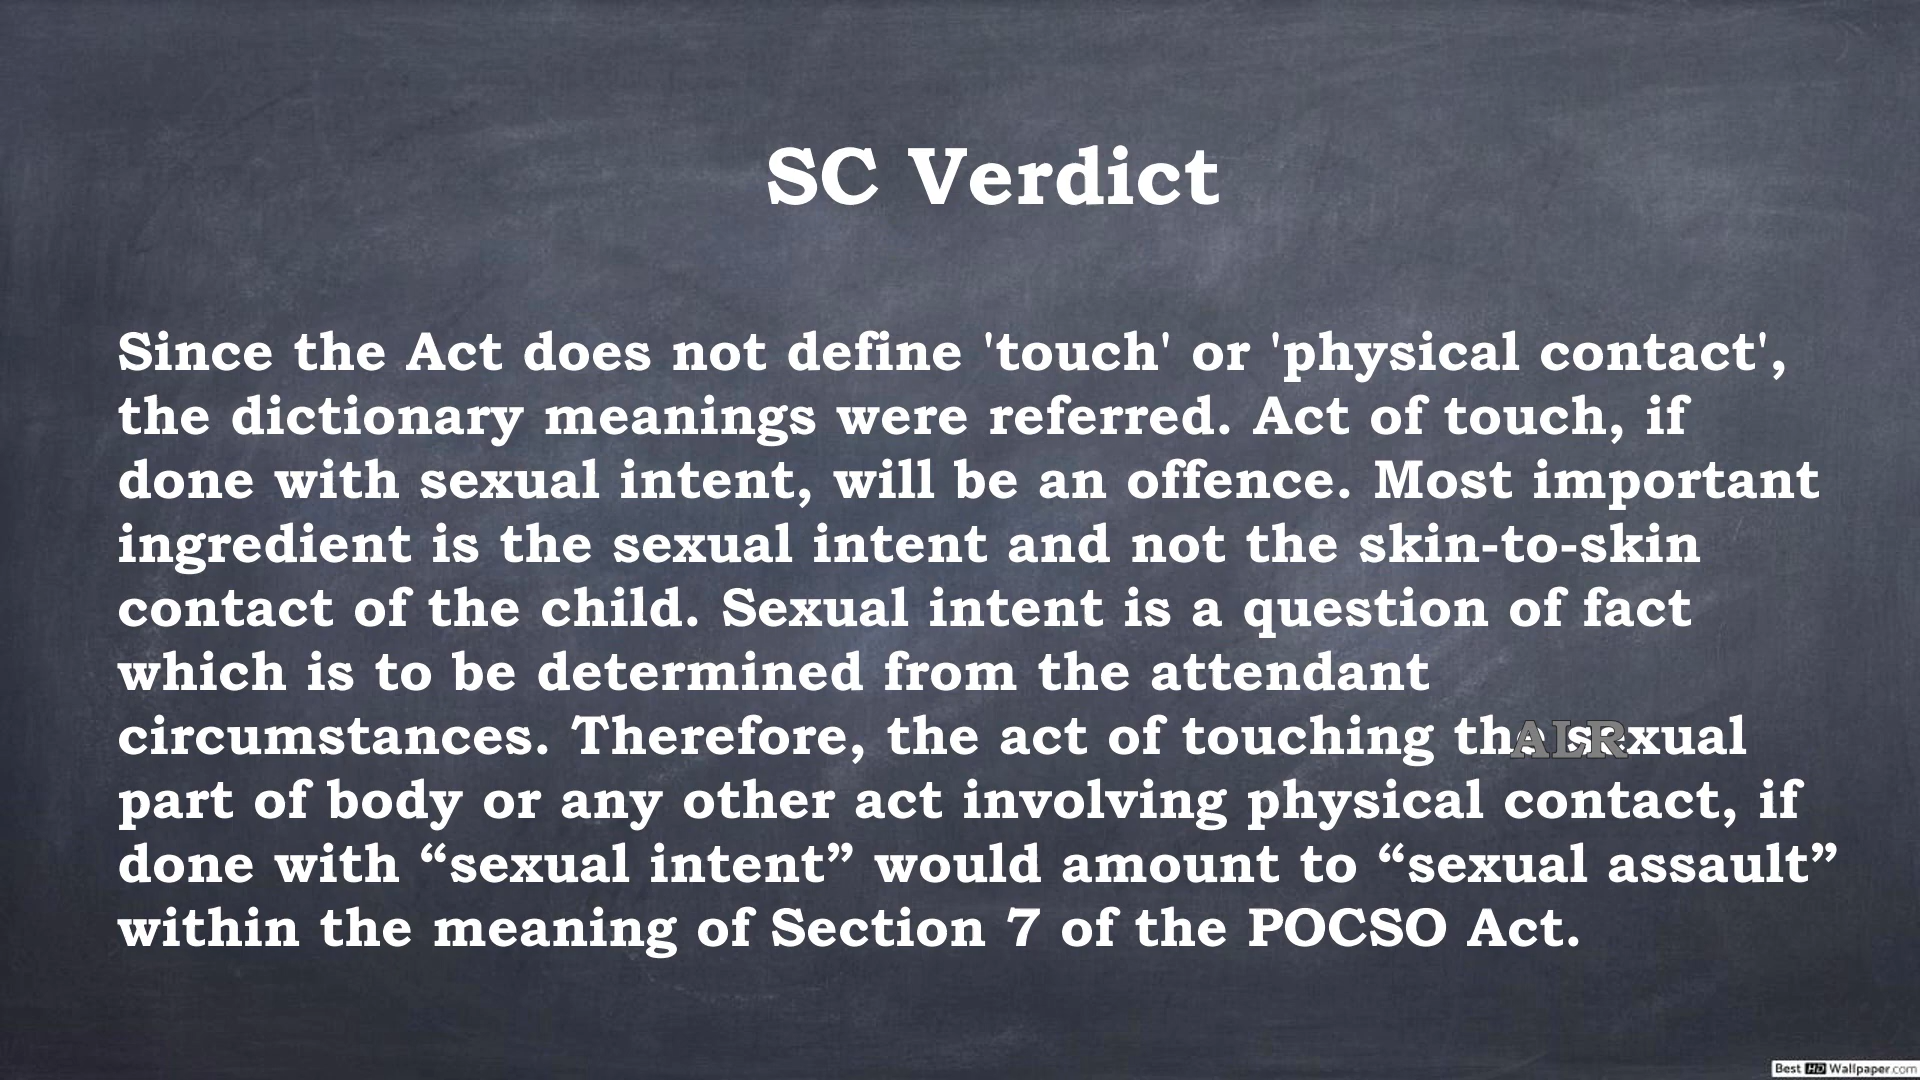 SC Verdict
Since the Act does not define 'touch' or 'physical contact',
the dictionary meanings were referred. Act of touch, if
done with sexual intent, will be an offence. Most important
ingredient is the sexual intent and not the skin-to-skin
contact of the child. Sexual intent is a question of fact
which is to be determined from the attendant
circumstances. Therefore, the act of touching the sexual
part of body or any other act involving physical contact, if
done with “sexual intent” would amount to “sexual assault”
within the meaning of Section 7 of the POCSO Act.
ALR
Best HD Wallpaper.com